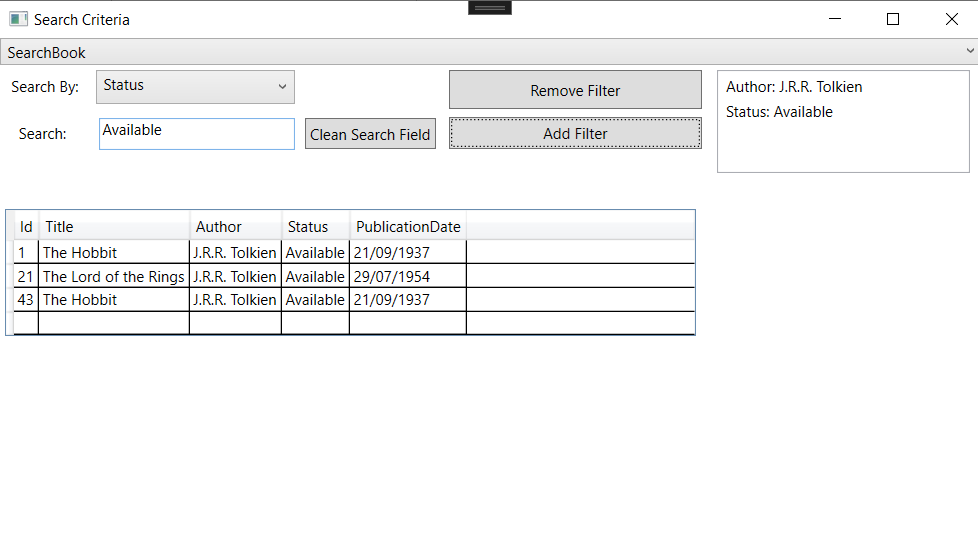 Search Criteria
SearchBook
Search By: Status Remove Filter Author: J.R.R. Tolkien
Status: Available
Search: Available Clean Search Field Add Filter
Id Title Author Status PublicationDate
1 The Hobbit J.R.R. Tolkien Available 21/09/1937
21 The Lord of the Rings J.R.R. Tolkien Available 29/07/1954
43 The Hobbit J.R.R. Tolkien Available 21/09/1937